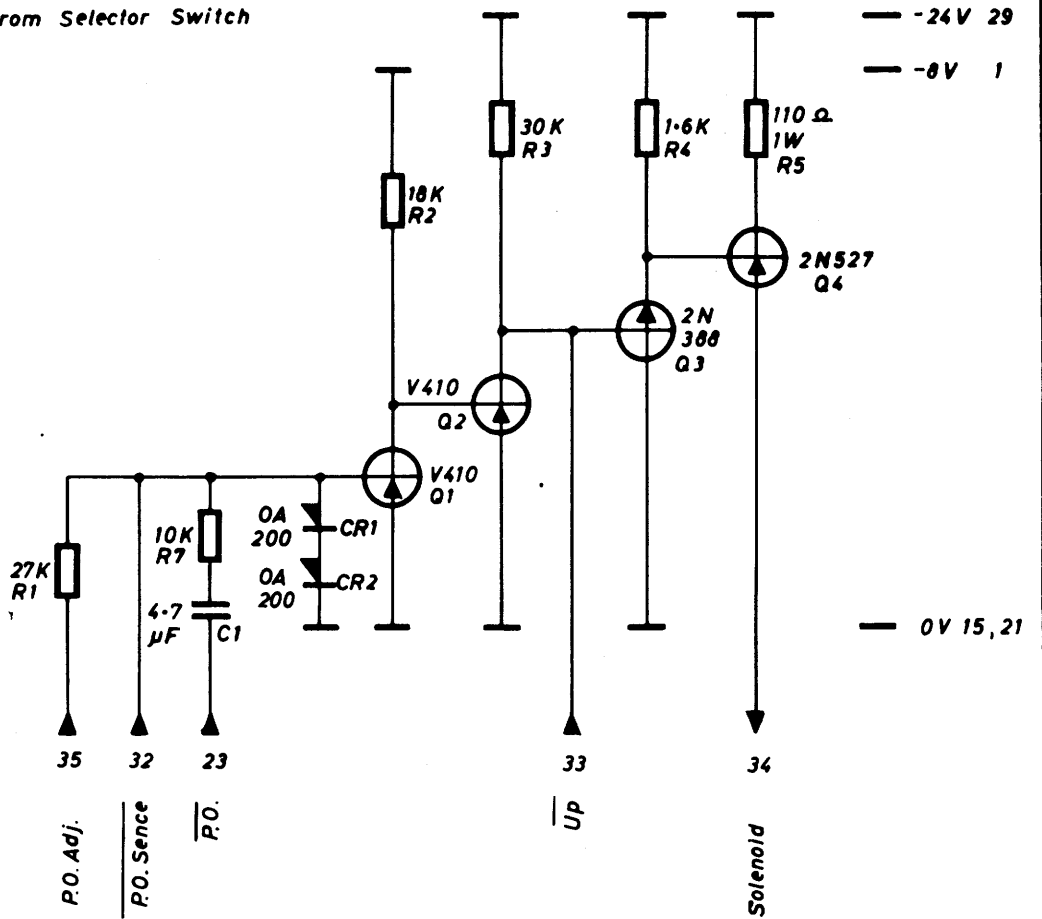 rom Selector Switch
-24V 29
-8V 1
30K
R3
1·6K
R4
110 Ω
1W
R5
18K
R2
2N527
Q4
2N
388
Q3
V410
Q2
V410
Q1
27K
R1
10K
R7
4·7
µF
C1
OA
200
CR1
OA
200
CR2
0V 15,21
35
32
23
33
34
P.O. Adj.
P.O. Sence
P.O.
Up
Solenoid